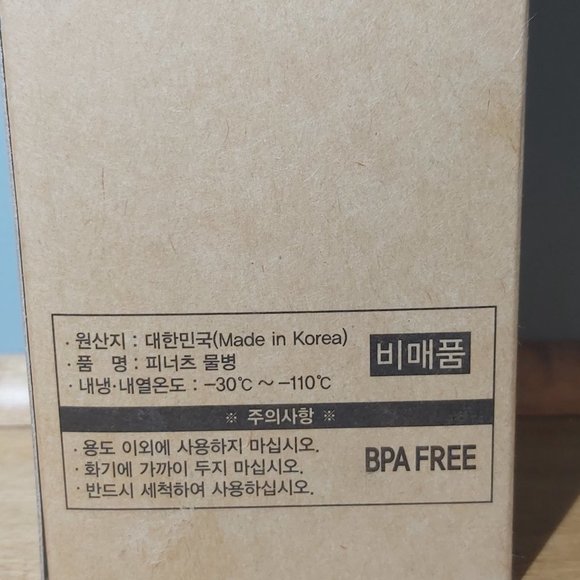 · 원산지 : 대한민국(Made in Korea)
· 품 명 : 피너츠 물병
· 내냉·내열온도 : -30℃ ~ -110℃
비매품
※ 주의사항 ※
· 용도 이외에 사용하지 마십시오.
· 화기에 가까이 두지 마십시오.
· 반드시 세척하여 사용하십시오.
BPA FREE